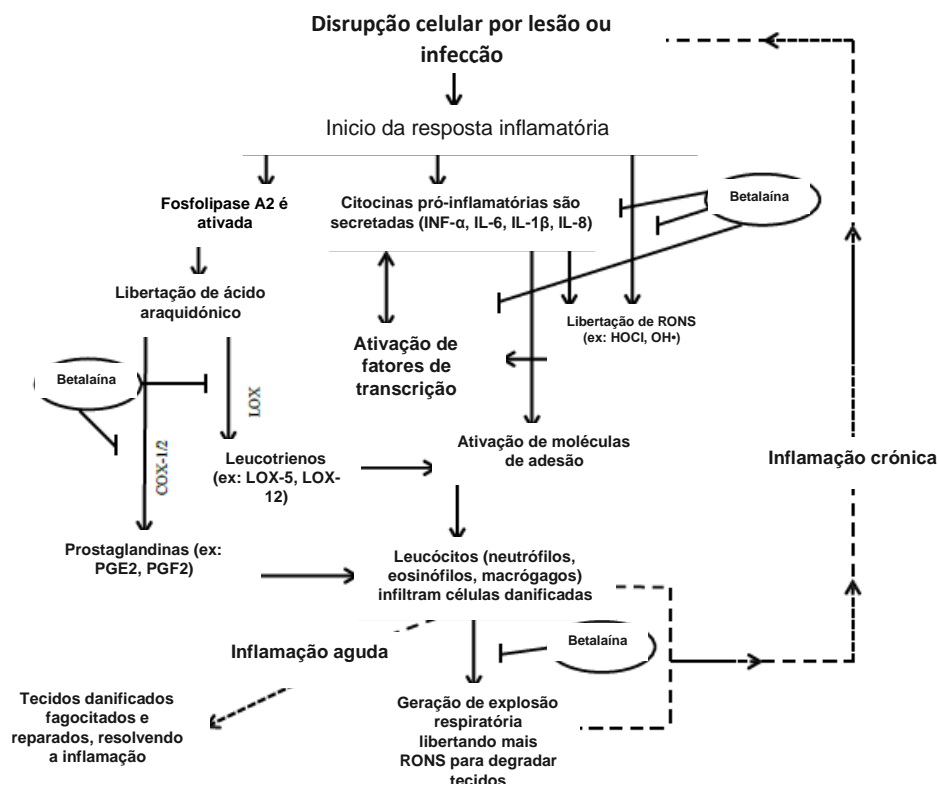 Disrupção celular por lesão ou
infecção
Inicio da resposta inflamatória
Fosfolipase A2 é
ativada
Citocinas pró-inflamatórias são
secretadas (INF-α, IL-6, IL-1β, IL-8)
Betalaína
Libertação de ácido
araquidónico
Libertação de RONS
(ex: HOCl, OH•)
Ativação de
fatores de
transcrição
Betalaína
LOX
COX-1/2
Leucotrienos
(ex: LOX-5, LOX-
12)
Ativação de moléculas
de adesão
Inflamação crónica
Prostaglandinas (ex:
PGE2, PGF2)
Leucócitos (neutrófilos,
eosinófilos, macrógagos)
infiltram células danificadas
Inflamação aguda
Betalaína
Tecidos danificados
fagocitados e
reparados, resolvendo
a inflamação
Geração de explosão
respiratória
libertando mais
RONS para degradar
tecidos